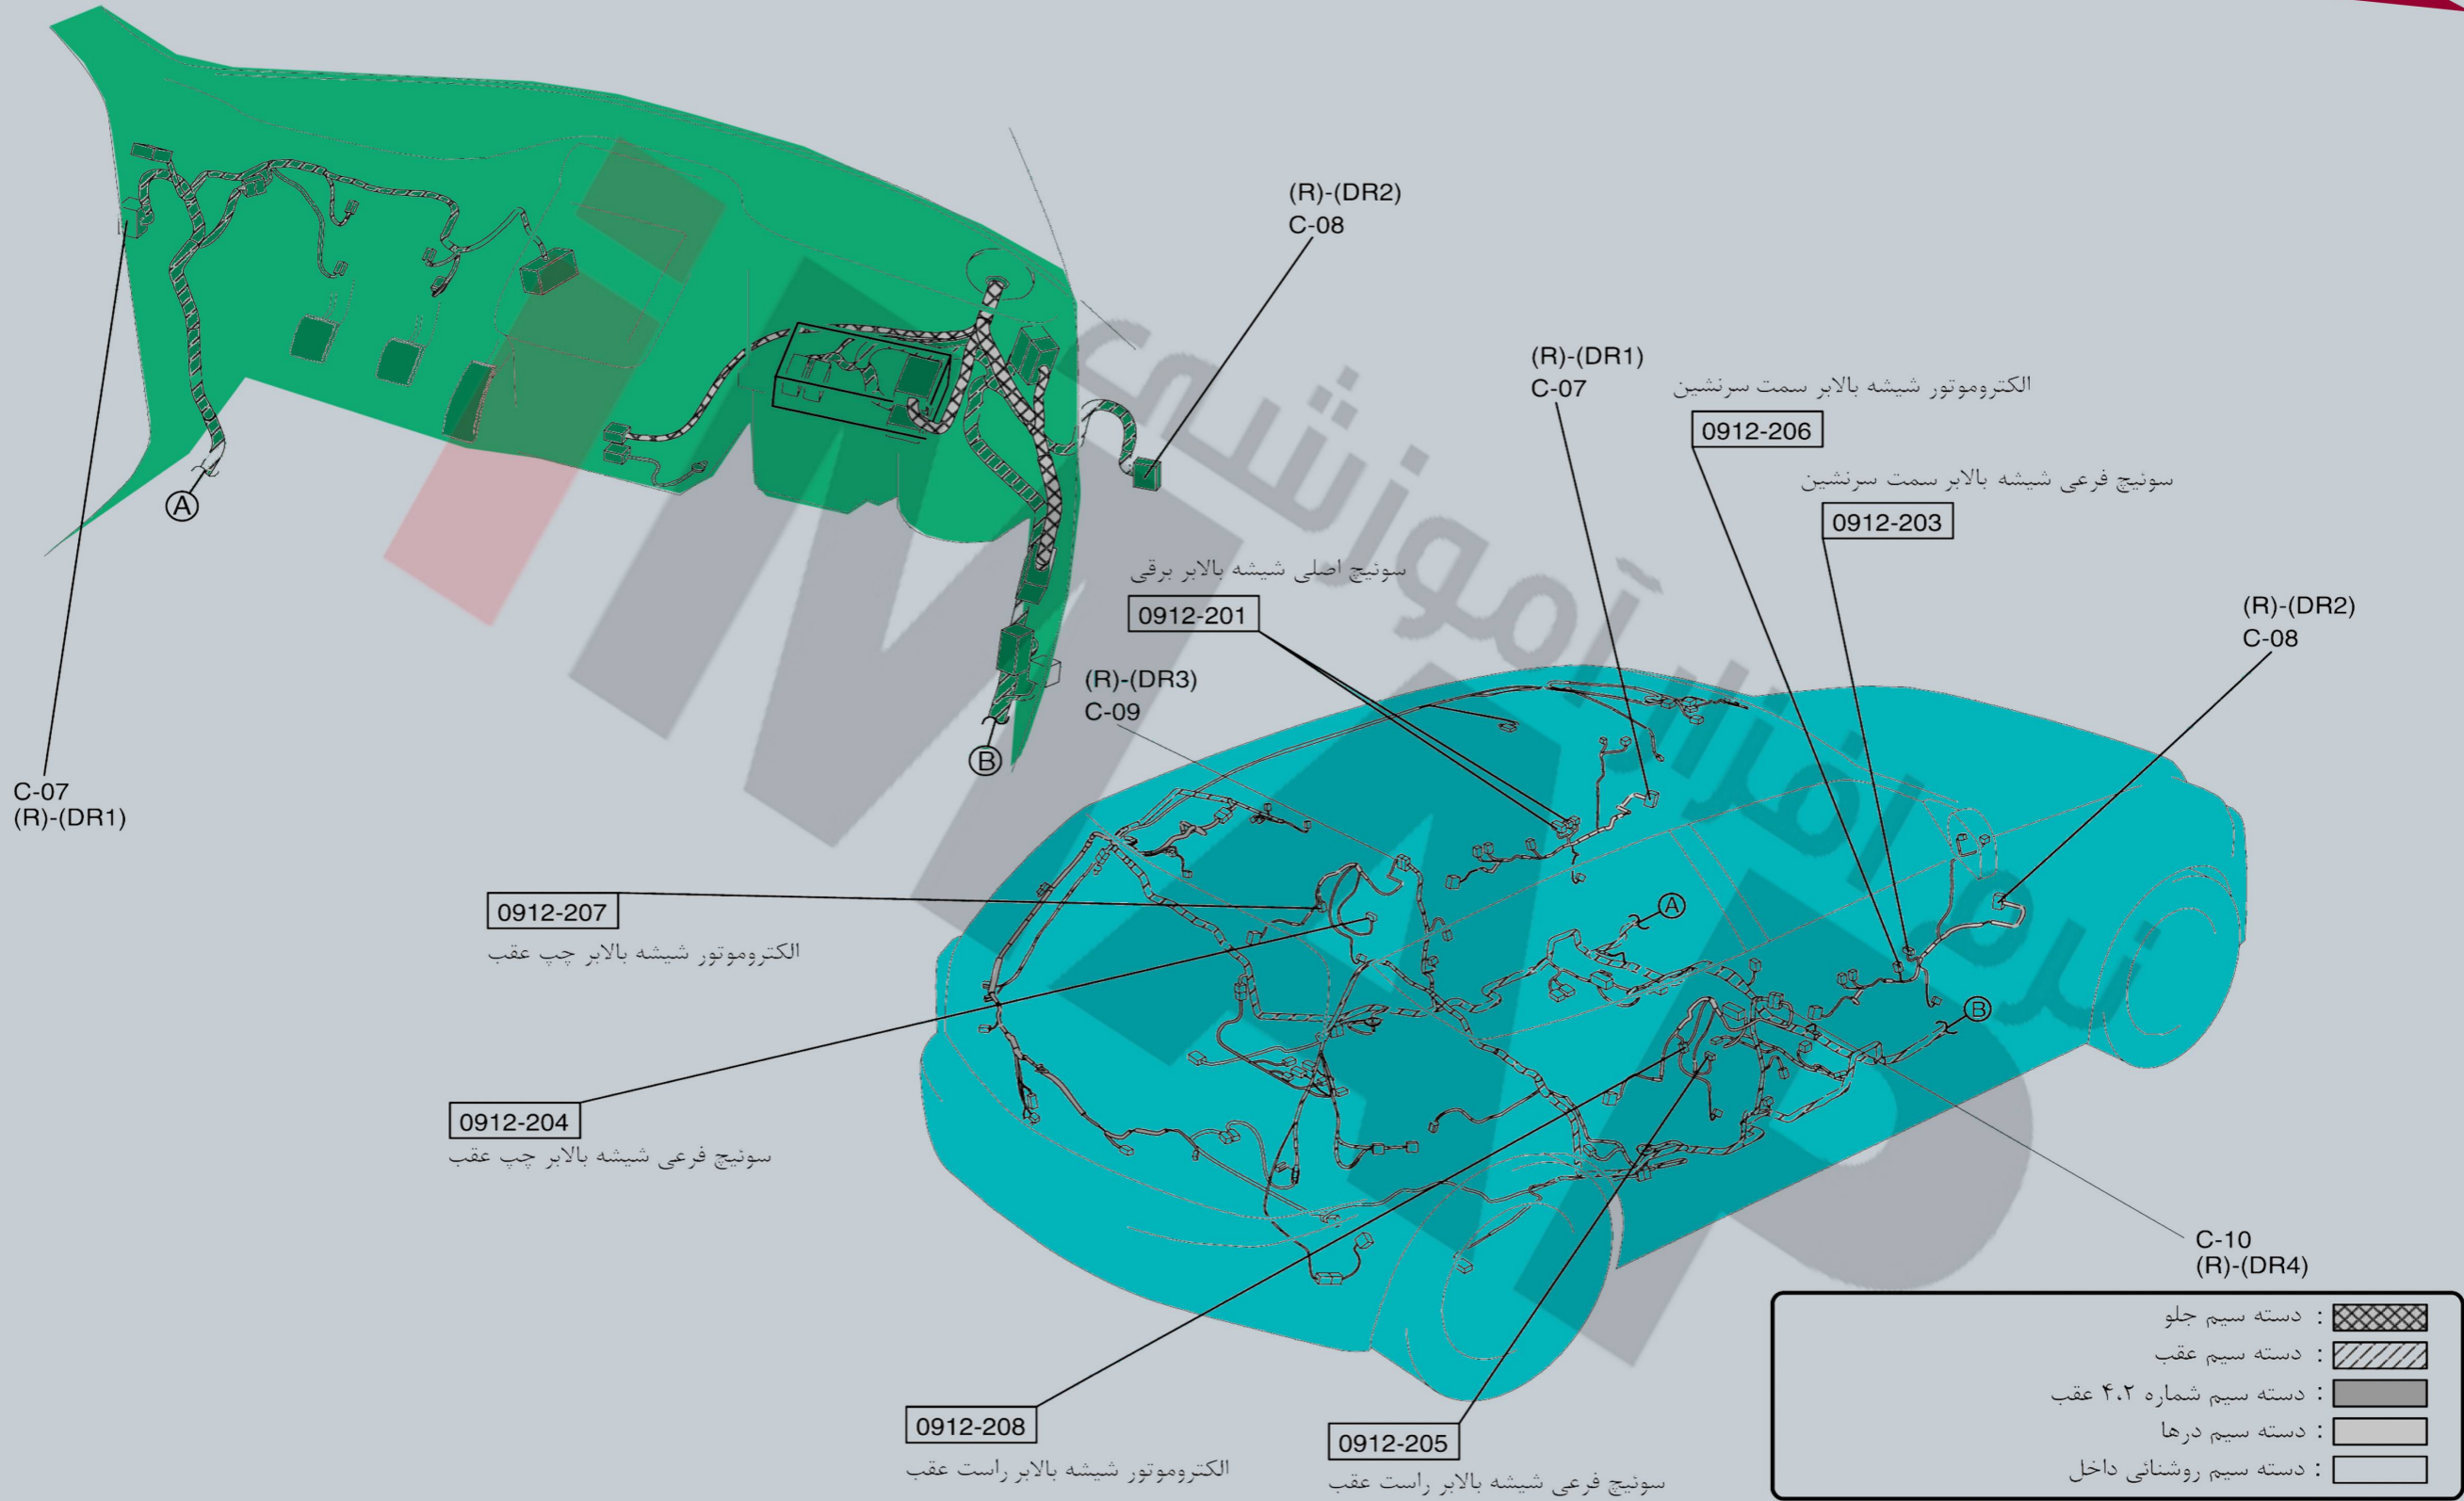 (R)-(DR2)
C-08
(R)-(DR1)
C-07
الکتروموتور شیشه بالابر سمت سرنشین
0912-206
سوئیچ فرعی شیشه بالابر سمت سرنشین
0912-203
A
سوئیچ اصلی شیشه بالابر برقی
0912-201
(R)-(DR2)
C-08
(R)-(DR3)
C-09
B
C-07
(R)-(DR1)
0912-207
الکتروموتور شیشه بالابر چپ عقب
A
B
0912-204
سوئیچ فرعی شیشه بالابر چپ عقب
C-10
(R)-(DR4)
0912-208
الکتروموتور شیشه بالابر راست عقب
0912-205
سوئیچ فرعی شیشه بالابر راست عقب
: دسته سیم جلو
: دسته سیم عقب
: دسته سیم شماره ۴،۲ عقب
: دسته سیم درها
: دسته سیم روشنائی داخل
نرم افزار آموزشی